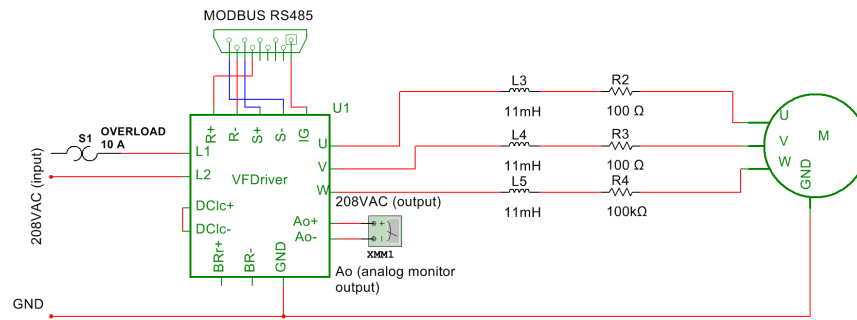 MODBUS RS485
U1
R+
R-
S+
S-
IG
S1
OVERLOAD
10 A
208VAC (input)
L1
L2
DClc+
DClc-
BRr+
BR-
GND
VFDriver
U
V
W
208VAC (output)
Ao+
Ao-
XMM1
Ao (analog monitor
output)
L3
11mH
R2
100 Ω
L4
11mH
R3
100 Ω
L5
11mH
R4
100kΩ
U
V
W
GND
M
GND